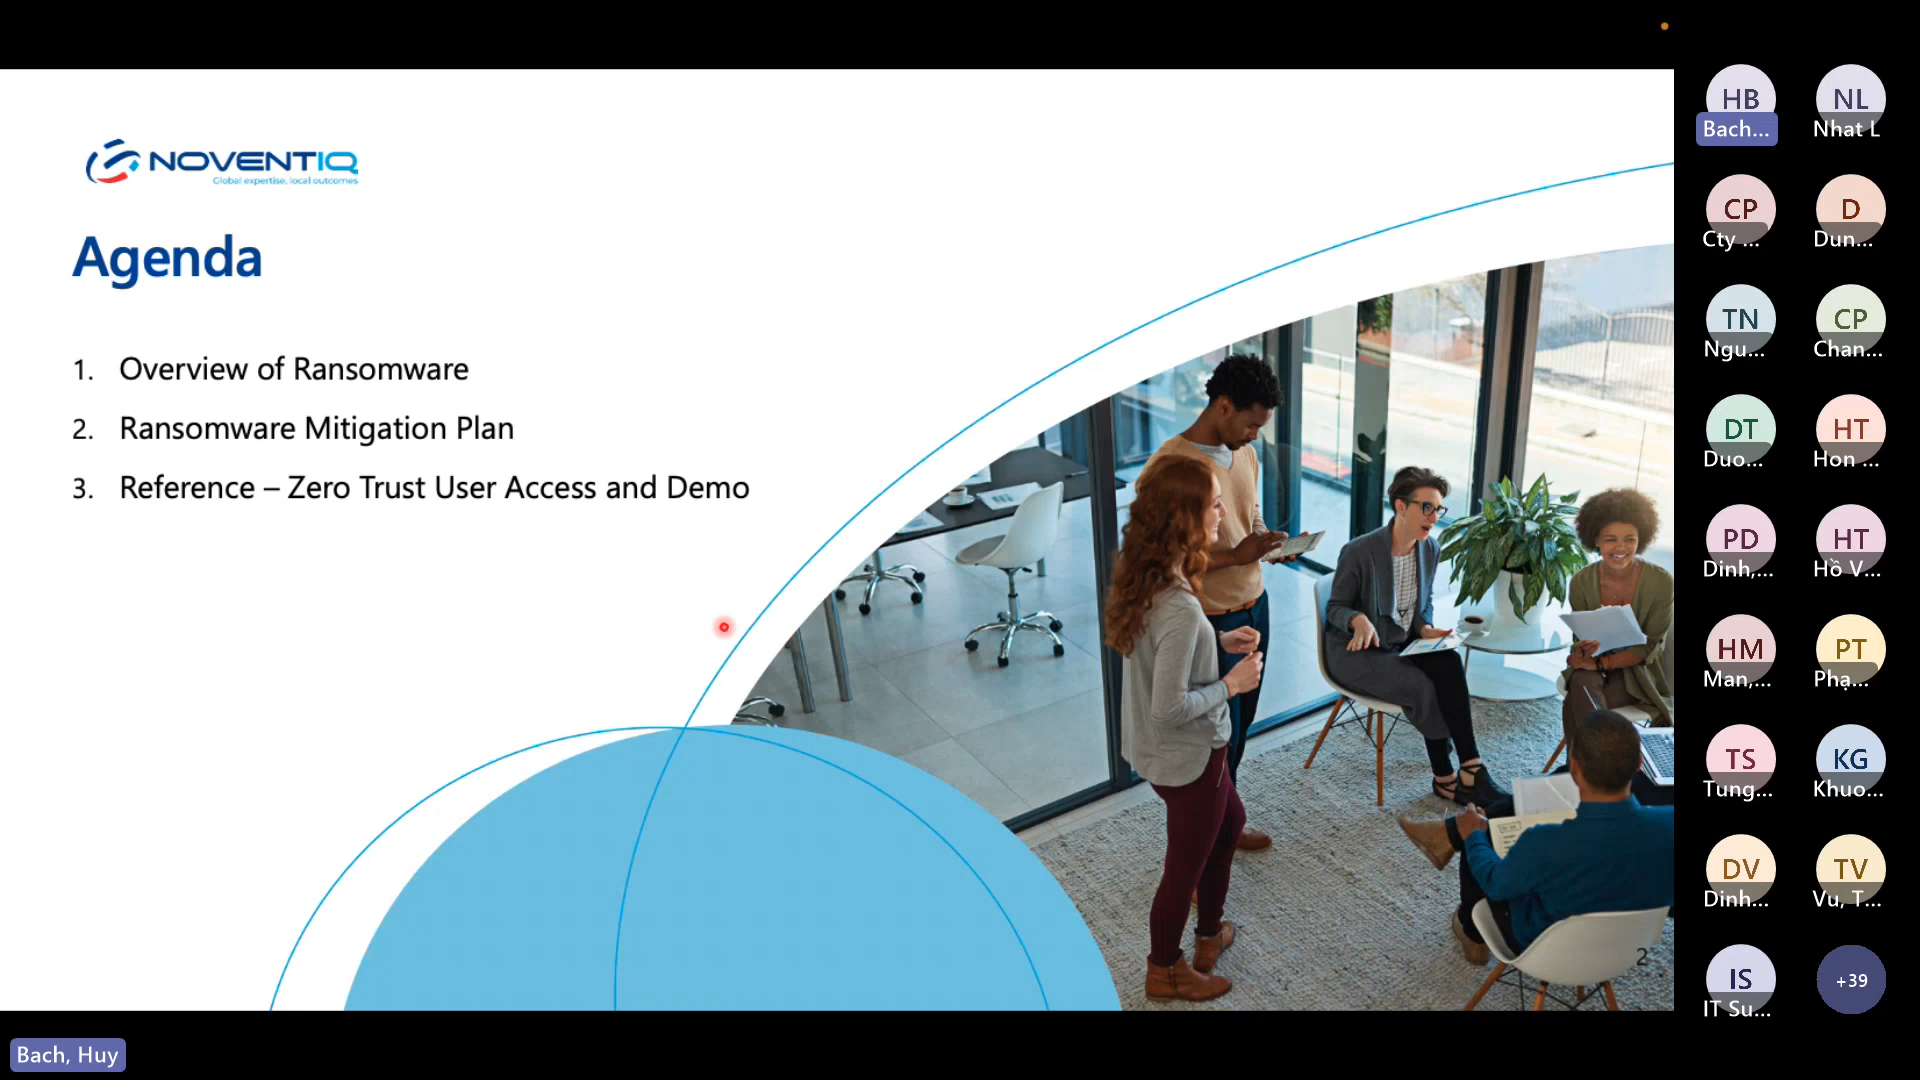 NOVENTIQ
Global expertise, local outcomes
Agenda
1. Overview of Ransomware
2. Ransomware Mitigation Plan
3. Reference – Zero Trust User Access and Demo
2
HB
Bach...
NL
Nhat L
CP
Cty ...
D
Dun...
TN
Ngu...
CP
Chan...
DT
Duo...
HT
Hon ...
PD
Dinh,...
HT
Hồ V...
HM
Man,...
PT
Phạ...
TS
Tung...
KG
Khuo...
DV
Dinh...
TV
Vu, T...
IS
IT Su...
+39
Bach, Huy